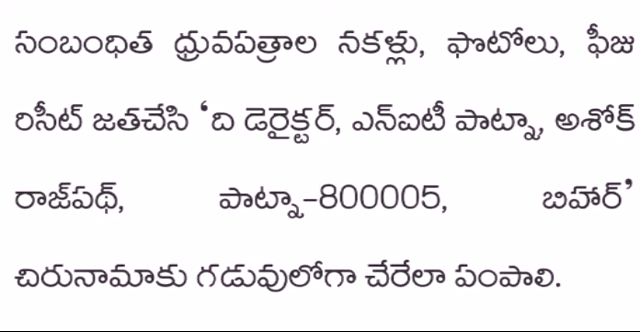 సంబంధిత ధ్రువపత్రాల నకళ్లు, ఫొటోలు, ఫీజు
రిసీట్ జతచేసి ‘ది డెరైక్టర్, ఎన్ఐటీ పాట్నా, అశోక్
రాజ్‌పథ్, పాట్నా-800005, బిహార్’
చిరునామాకు గడువులోగా చేరేలా పంపాలి.